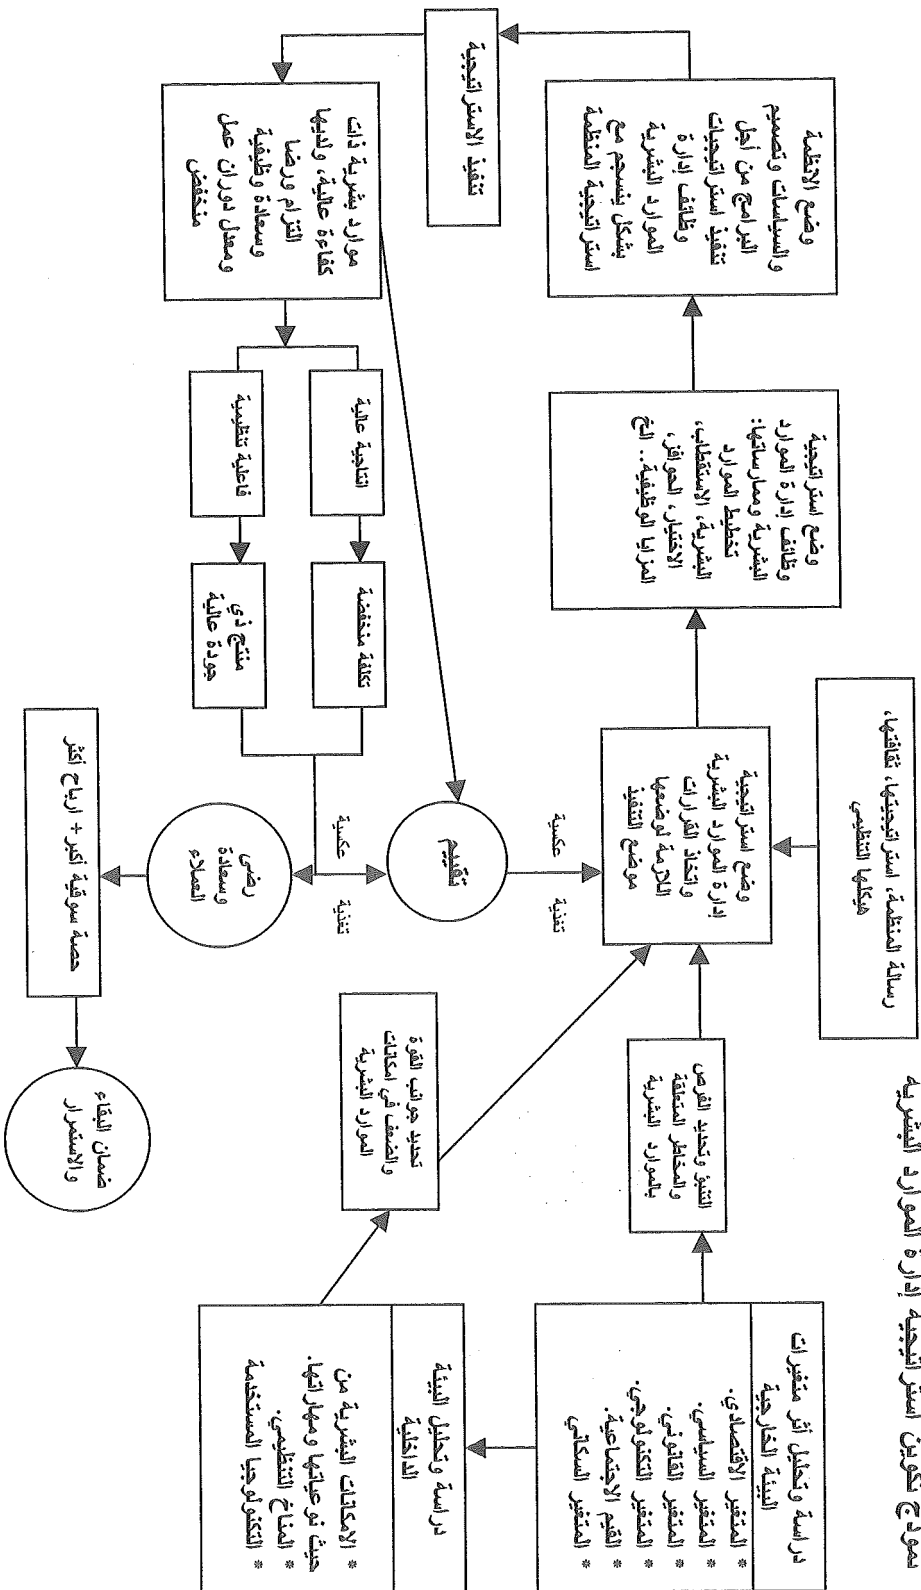 نموذج تكوين استراتيجية إدارة الموارد البشرية
دراسة وتحليل أثر متغيرات
البيئة الخارجية
* المتغير الاقتصادي.
* المتغير السياسي.
* المتغير القانوني.
* المتغير التكنولوجي.
* القيم الاجتماعية.
* المتغير السكاني
دراسة وتحليل البيئة
الداخلية
* الامكانات البشرية من
حيث نوعياتها ومهاراتها.
* المناخ التنظيمي.
* التكنولوجيا المستخدمة
التنبؤ وتحديد الفرص
والمخاطر المتعلقة
بالموارد البشرية
تحديد جوانب القوة
والضعف في امكانات
الموارد البشرية
رسالة المنظمة، استراتيجيتها، ثقافتها،
هيكلها التنظيمي
وضع استراتيجية
إدارة الموارد البشرية
واتخاذ القرارات
اللازمة لوضعها
موضع التنفيذ
تغذية
عكسية
تقييم
تغذية
عكسية
رضى
وسعادة
العملاء
حصة سوقية أكبر + ارباح أكثر
ضمان البقاء
والاستمرار
وضع استراتيجية
وظائف إدارة الموارد
البشرية وممارساتها:
تخطيط الموارد
البشرية، الاستقطاب،
الاختيار، الحوافز،
المزايا الوظيفية.. الخ
وضع الانظمة
والسياسات وتصميم
البرامج من أجل
تنفيذ استراتيجيات
وظائف إدارة
الموارد البشرية
بشكل ينسجم مع
استراتيجية المنظمة
تنفيذ الاستراتيجية
موارد بشرية ذات
كفاءة عالية، ولديها
التزام ورضا
وسعادة وظيفية
ومعدل دوران عمل
منخفض
انتاجية عالية
تكلفة منخفضة
فاعلية تنظيمية
منتج ذي
جودة عالية